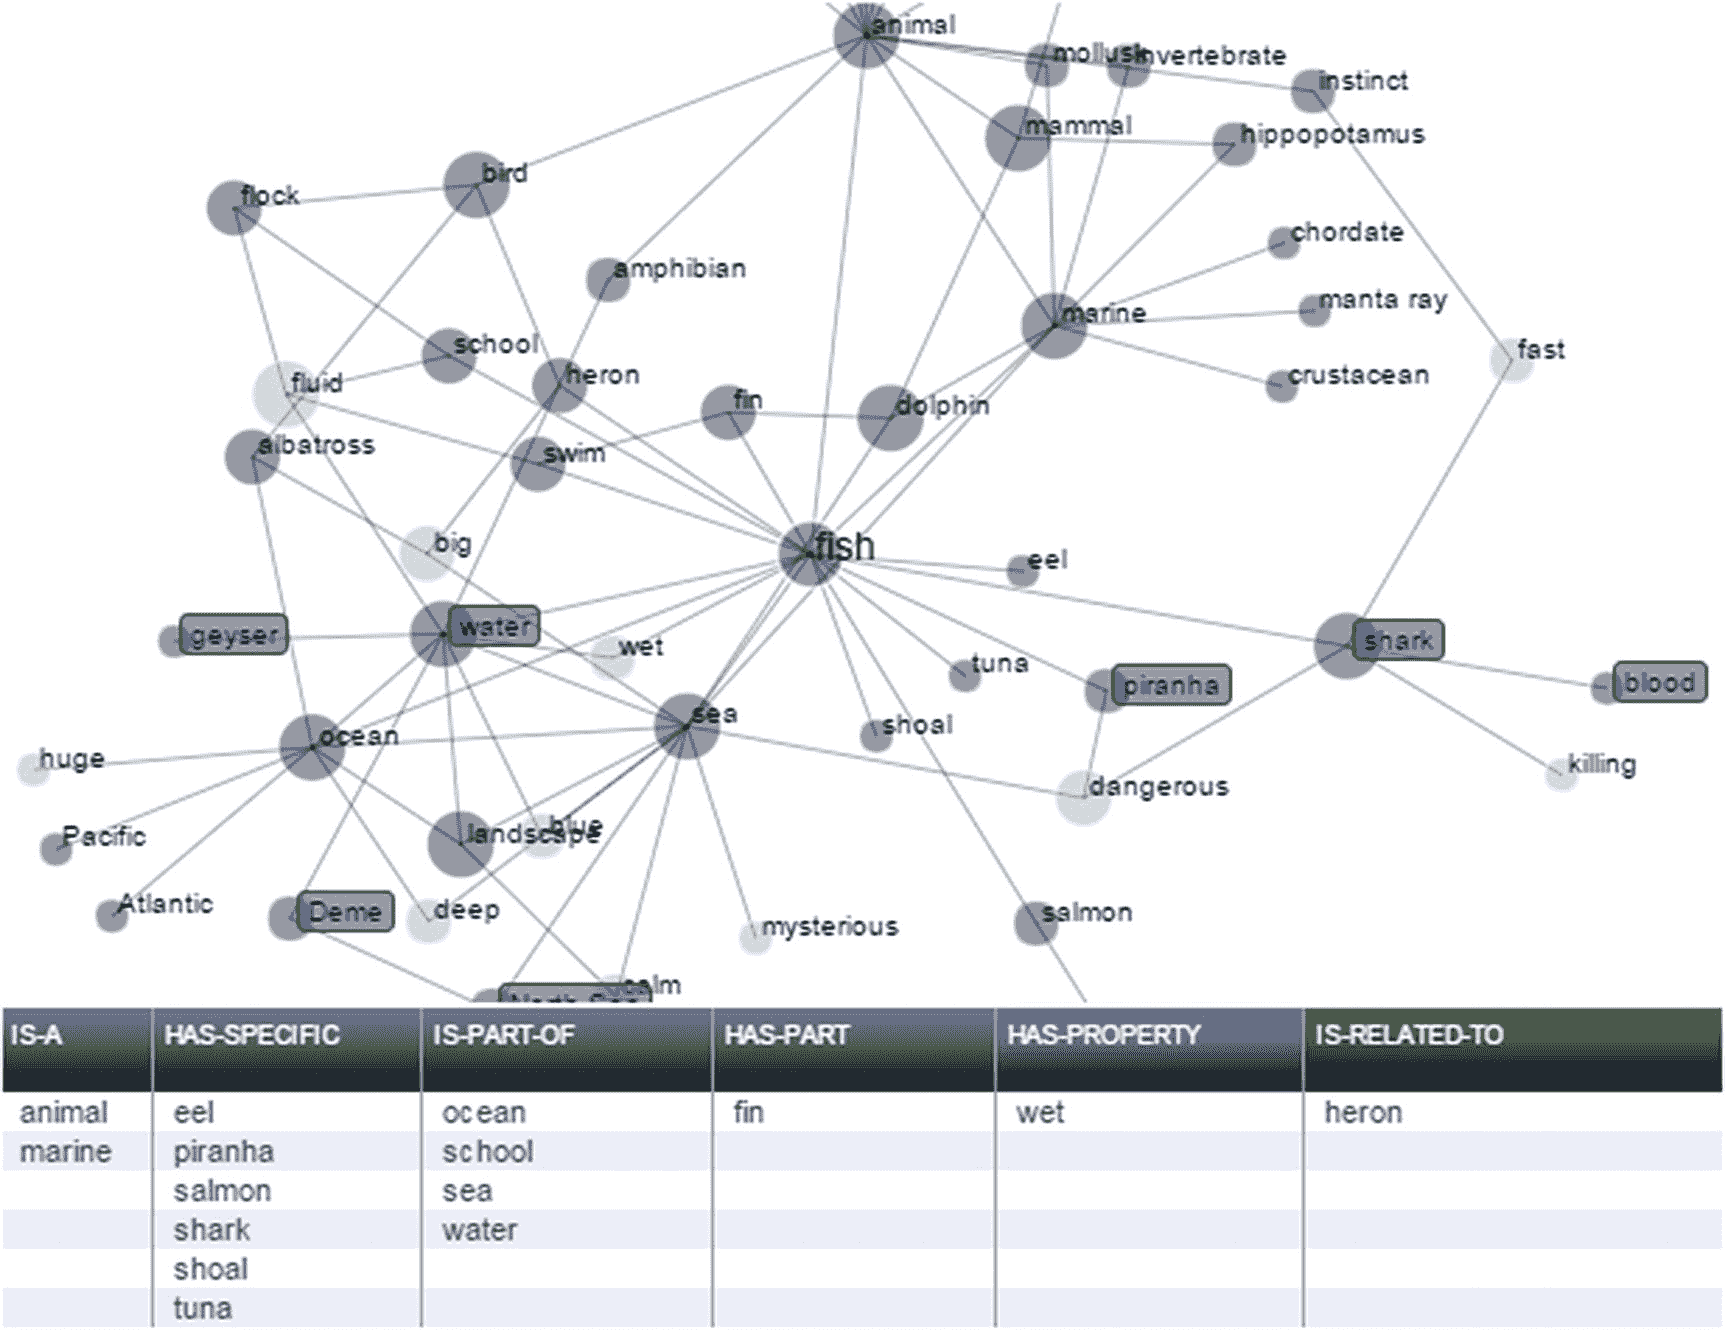 animal
mollusk
invertebrate
instinct
mammal
hippopotamus
bird
flock
chordate
amphibian
manta ray
marine
school
fast
heron
crustacean
fluid
fin
dolphin
albatross
swim
big
fish
eel
water
geyser
shark
wet
tuna
piranha
blood
sea
shoal
ocean
huge
killing
dangerous
landscape
blue
Pacific
Atlantic
Deme
deep
salmon
mysterious
calm
North Sea
IS-A HAS-SPECIFIC IS-PART-OF HAS-PART HAS-PROPERTY IS-RELATED-TO
animal eel ocean fin wet heron
marine piranha school
salmon sea
shark water
shoal
tuna